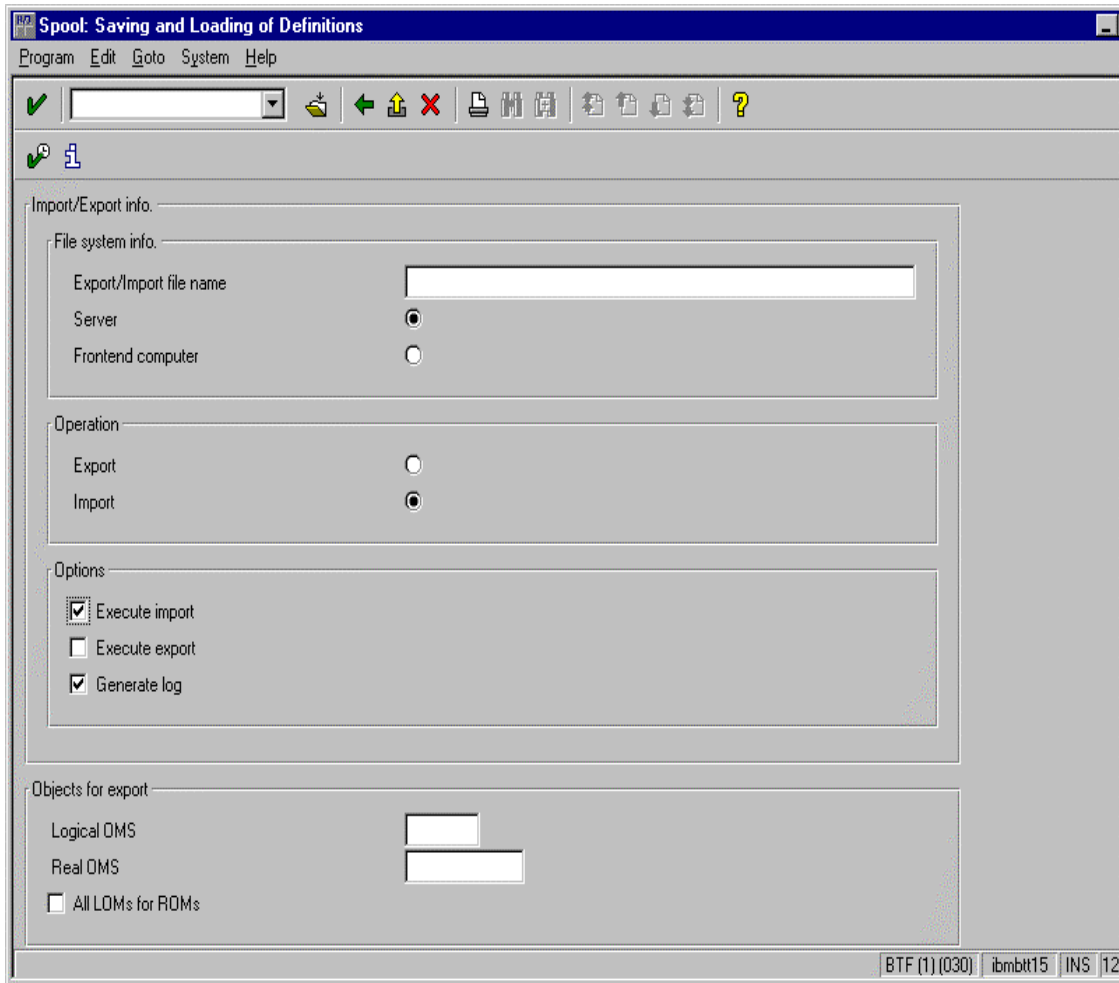 Spool: Saving and Loading of Definitions
Program Edit Goto System Help
Import/Export info.
File system info.
Export/Import file name
Server
Frontend computer
Operation
Export
Import
Options
Execute import
Execute export
Generate log
Objects for export
Logical OMS
Real OMS
All LOMs for ROMs
BTF (1) (030) ibmbtt15 INS 12